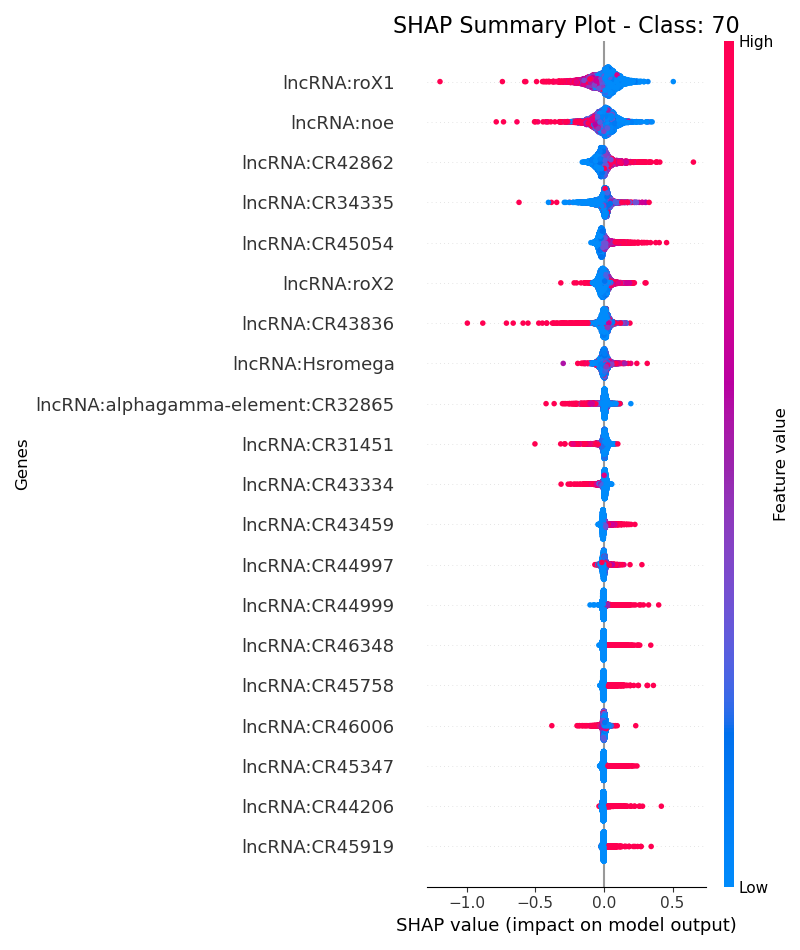 SHAP Summary Plot - Class: 70
High
lncRNA:roX1
lncRNA:noe
lncRNA:CR42862
lncRNA:CR34335
lncRNA:CR45054
lncRNA:roX2
lncRNA:CR43836
lncRNA:Hsromega
lncRNA:alphagamma-element:CR32865
lncRNA:CR31451
lncRNA:CR43334
lncRNA:CR43459
lncRNA:CR44997
lncRNA:CR44999
lncRNA:CR46348
lncRNA:CR45758
lncRNA:CR46006
lncRNA:CR45347
lncRNA:CR44206
lncRNA:CR45919
Genes
Feature value
Low
−1.0 −0.5 0.0 0.5
SHAP value (impact on model output)